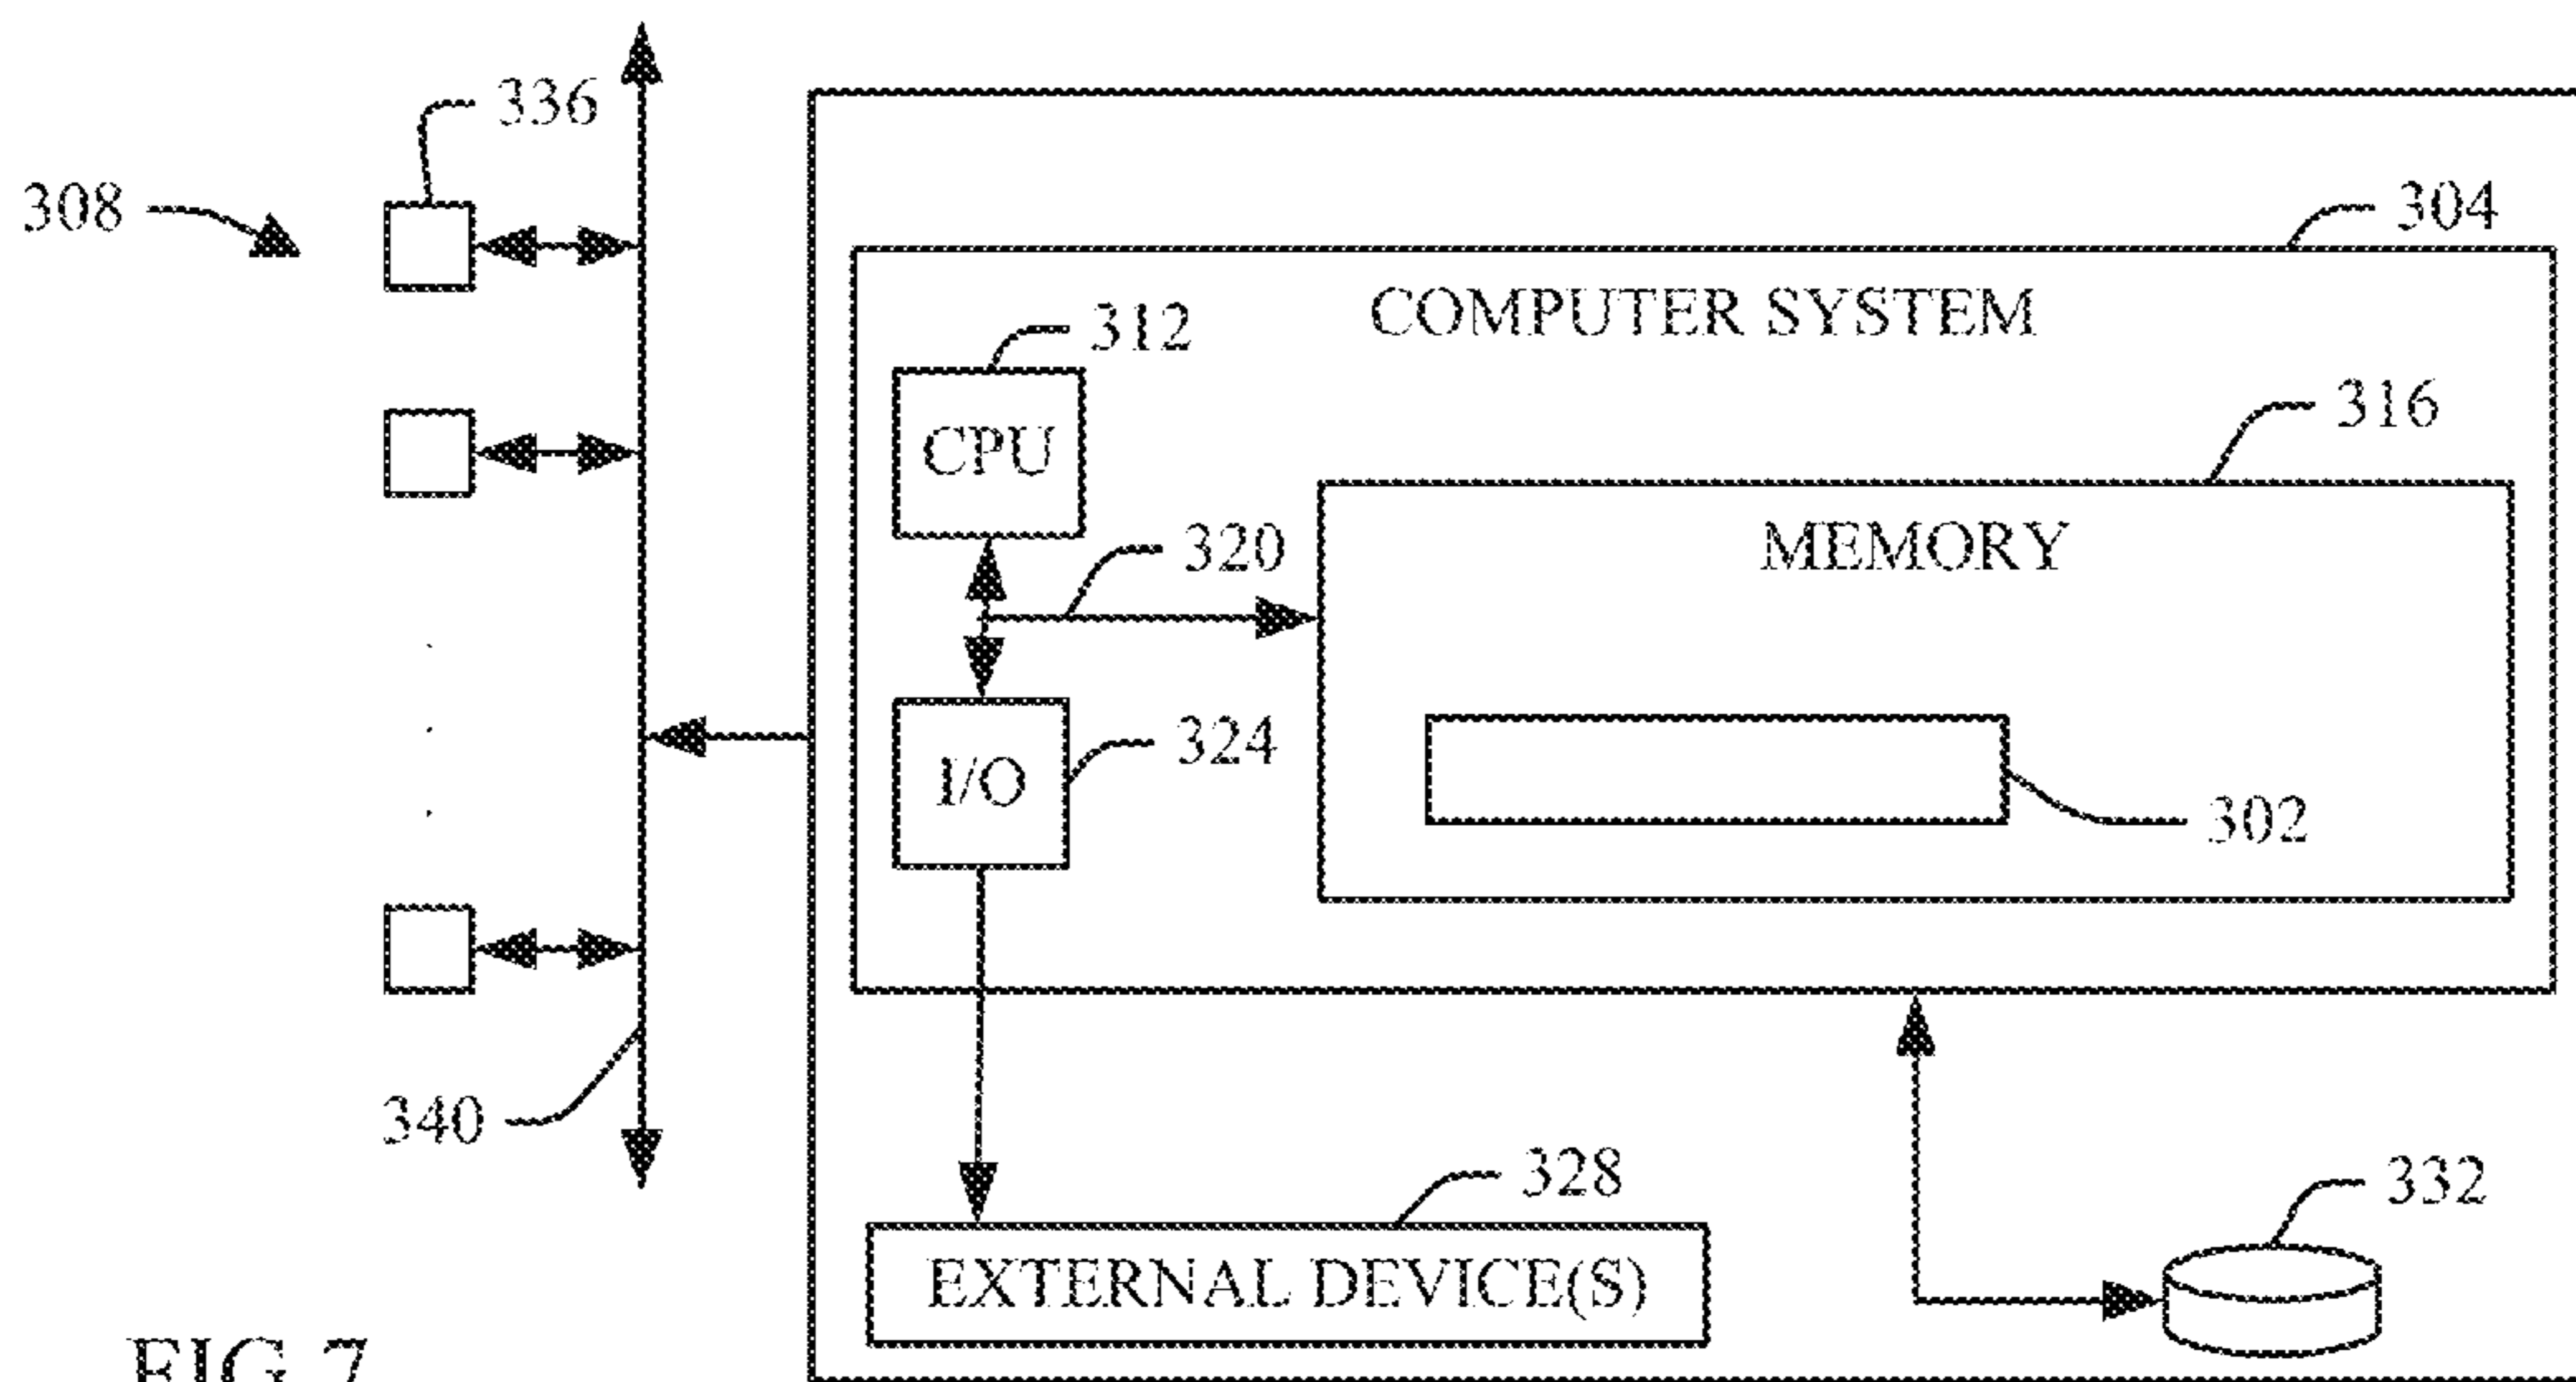 336
308
304
COMPUTER SYSTEM
312
316
CPU
MEMORY
320
324
I/O
302
340
328
332
EXTERNAL DEVICE(S)
FIG 7